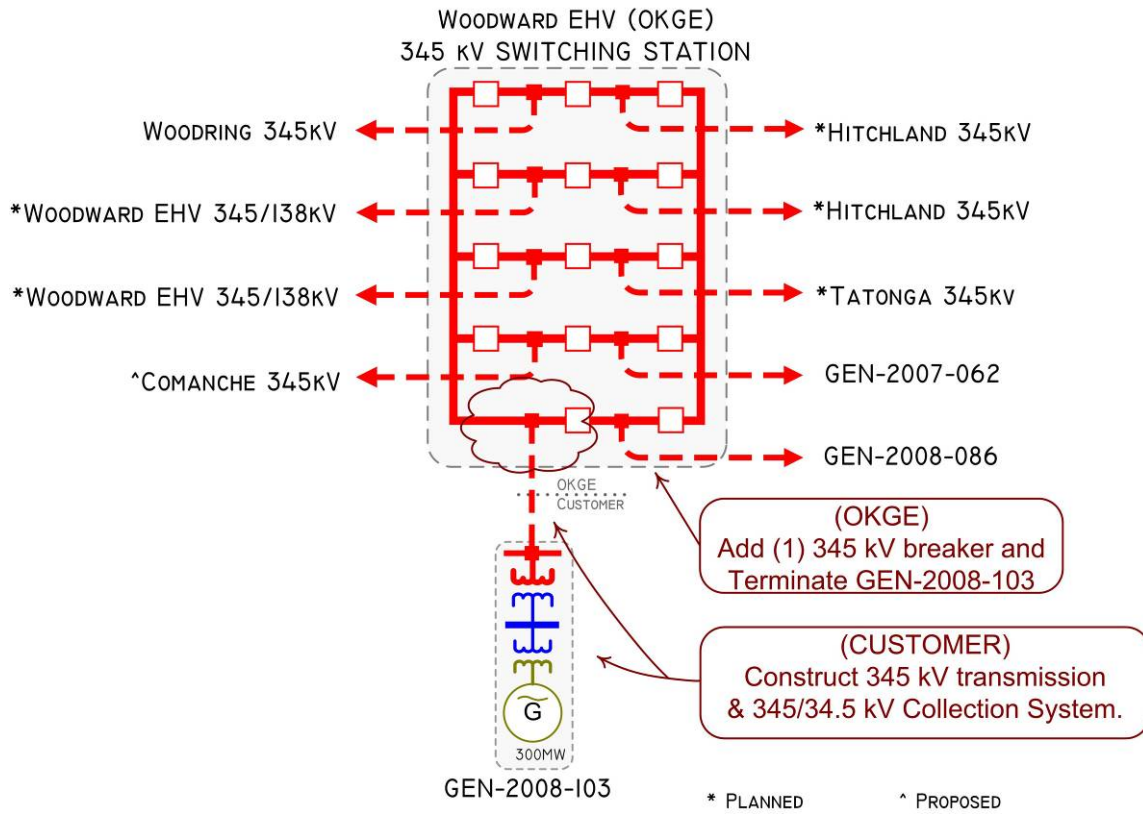 WOODWARD EHV (OKGE)
345 KV SWITCHING STATION
WOODRING 345KV
*HITCHLAND 345KV
*WOODWARD EHV 345/138KV
*HITCHLAND 345KV
*WOODWARD EHV 345/138KV
*TATONGA 345KV
^COMANCHE 345KV
GEN-2007-062
GEN-2008-086
OKGE
CUSTOMER
(OKGE)
Add (1) 345 kV breaker and
Terminate GEN-2008-103
(CUSTOMER)
Construct 345 kV transmission
& 345/34.5 kV Collection System.
G
300MW
GEN-2008-103
* PLANNED
^ PROPOSED